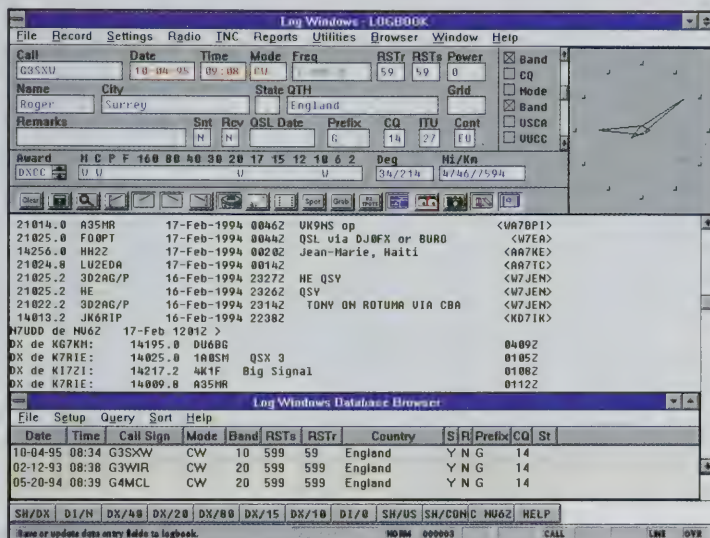 Log Windows - LOGBOOK
File Record Settings Radio TNC Reports Utilities Browser Window Help
Call Date Time Mode Freq RSTr RSTs Power
G3SXW 10-04-95 09:08 CW 59 59 0
Name City State QTH Grid
Roger Surrey England
Remarks Snt Rcv QSL Date Prefix CQ ITU Cont
N N G 14 27 EU
Band
CQ
Mode
Band
USCA
VUCC
Award M C P F 160 80 40 30 20 17 15 12 10 6 2 Deg Mi/Km
DXCC U U U U 34/214 4746/7594
Clear Spot Grab
21014.0 A35MR 17-Feb-1994 0046Z VK9NS op <WA7BPI>
21025.0 FO0PT 17-Feb-1994 0044Z QSL via DJ0FX or BURO <W7EA>
14256.0 HH2Z 17-Feb-1994 0020Z Jean-Marie, Haiti <AA7KE>
21024.8 LU2EDA 17-Feb-1994 0014Z <AA7TC>
21025.2 3D2AG/P 16-Feb-1994 2327Z HE QSY <W7JEN>
21025.2 HE 16-Feb-1994 2326Z QSY <W7JEN>
21022.2 3D2AG/P 16-Feb-1994 2314Z TONY ON ROTUMA VIA CBA <W7JEN>
14013.2 JK6RIP 16-Feb-1994 2238Z <KD7IK>
N7UDD de NU6Z 17-Feb 1201Z >
DX de KG7KM: 14195.0 DU6BG 0409Z
DX de K7RIE: 14025.0 1A0SM QSX 3 0105Z
DX de KI7ZI: 14217.2 4K1F Big Signal 0108Z
DX de K7RIE: 14009.8 A35MR 0112Z
Log Windows Database Browser
File Setup Query Sort Help
Date Time Call Sign Mode Band RSTs RSTr Country S R Prefix CQ St
10-04-95 08:34 G3SXW CW 10 599 59 England Y N G 14
02-12-93 08:38 G3WIR CW 20 599 599 England Y N G 14
05-20-94 08:39 G4MCL CW 20 599 599 England Y N G 14
SH/DX DI/N DX/40 DX/20 DX/80 DX/15 DX/10 DI/0 SH/US SH/CON C NU6Z HELP
Save or update data entry fields to logbook. NORM 000003 CALL LINE OVR